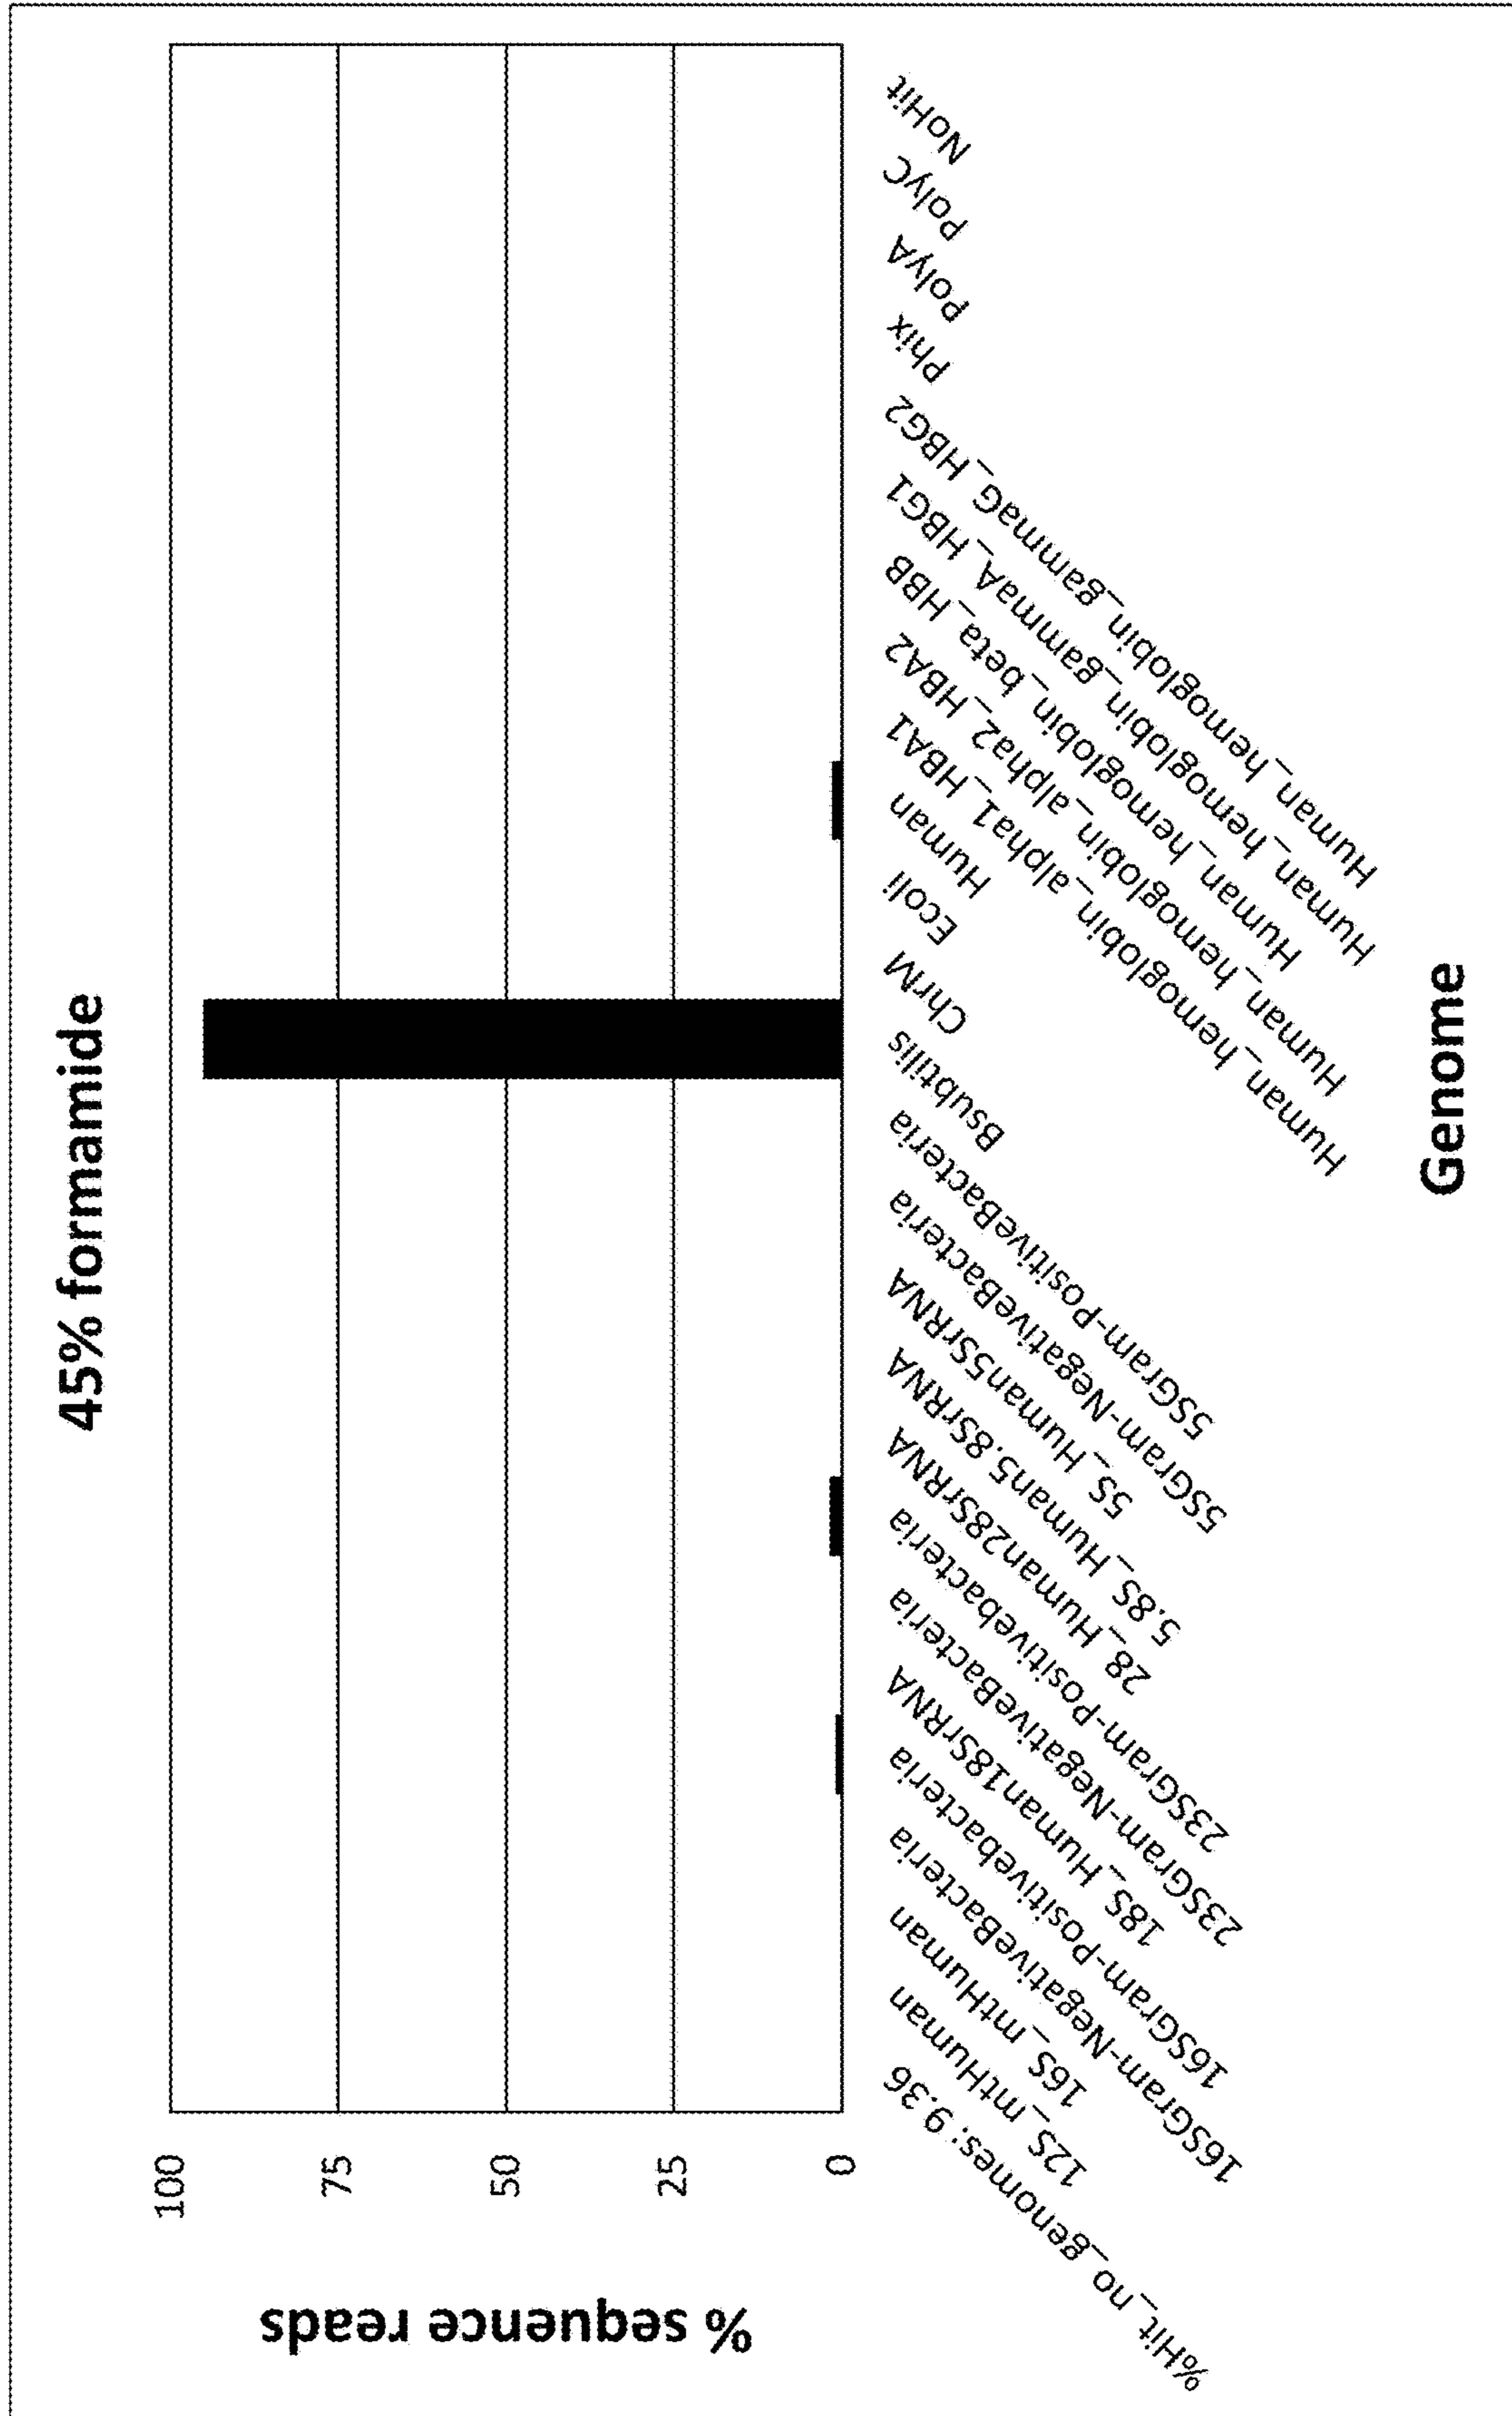 45% formamide
% sequence reads
100
75
50
25
0
%Hit_no_genomes: 9.36
12S_mtHuman
16S_mtHuman
16SGram-NegativeBacteria
16SGram-Positivebacteria
18S_Human18SrRNA
23SGram-NegativeBacteria
23SGram-Positivebacteria
28_Human28SrRNA
5.8S_Human5.8SrRNA
5S_Human5SrRNA
5SGram-NegativeBacteria
5SGram-PositiveBacteria
Bsubtilis
ChrM
Ecoli
Human
Human_hemoglobin_alpha1_HBA1
Human_hemoglobin_alpha2_HBA2
Human_hemoglobin_beta_HBB
Human_hemoglobin_gammaA_HBG1
Human_hemoglobin_gammaG_HBG2
Phix
PolyA
PolyC
NoHit
Genome